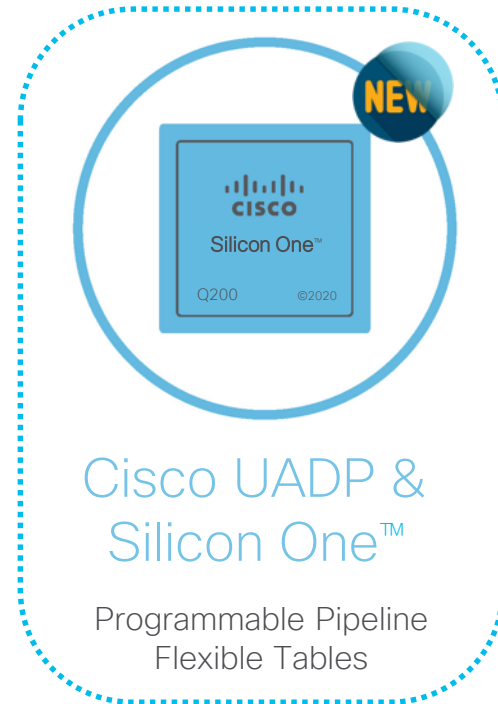 NEW
CISCO
Silicon One™
Q200 ©2020
Cisco UADP &
Silicon One™
Programmable Pipeline
Flexible Tables